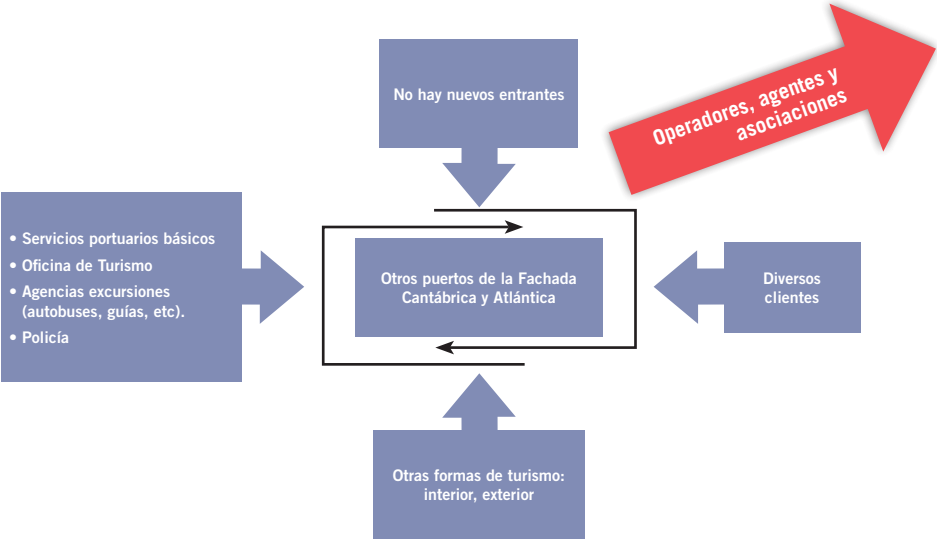 No hay nuevos entrantes
Operadores, agentes y
asociaciones
• Servicios portuarios básicos
• Oficina de Turismo
• Agencias excursiones
(autobuses, guías, etc).
• Policía
Otros puertos de la Fachada
Cantábrica y Atlántica
Diversos
clientes
Otras formas de turismo:
interior, exterior